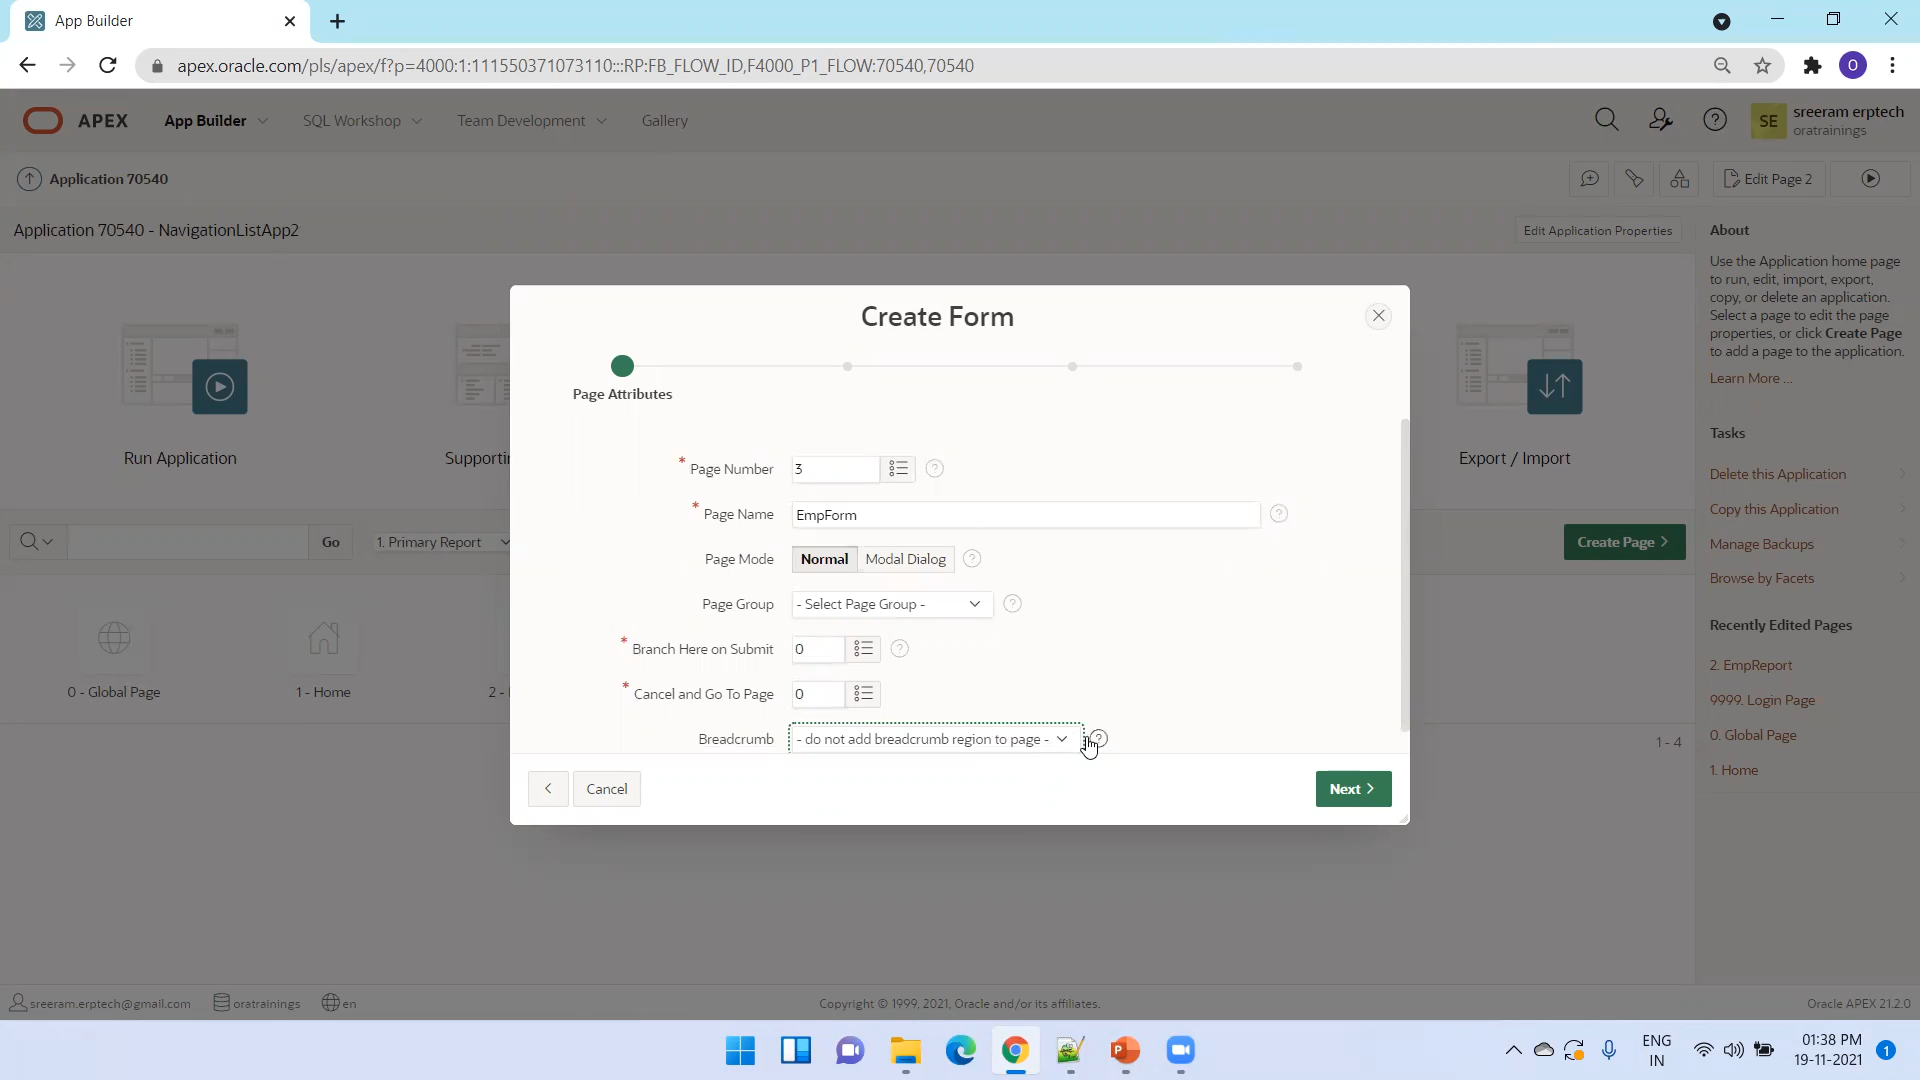 App Builder
apex.oracle.com/pls/apex/f?p=4000:1:111550371073110:::RP:FB_FLOW_ID,F4000_P1_FLOW:70540,70540
O
APEX
App Builder
SQL Workshop
Team Development
Gallery
SE
sreeram erptech
oratrainings
Application 70540
Edit Page 2
Application 70540 - NavigationListApp2
Edit Application Properties
About
Use the Application home page
to run, edit, import, export,
copy, or delete an application.
Select a page to edit the page
properties, or click Create Page
to add a page to the application.
Learn More ...
Create Form
Page Attributes
* Page Number 3
* Page Name EmpForm
Page Mode Normal Modal Dialog
Page Group - Select Page Group -
* Branch Here on Submit 0
* Cancel and Go To Page 0
Breadcrumb - do not add breadcrumb region to page -
Cancel
Next
Run Application
Supporti
Export / Import
Tasks
Delete this Application
Copy this Application
Manage Backups
Browse by Facets
Go
1. Primary Report
Create Page
Recently Edited Pages
2. EmpReport
9999. Login Page
0. Global Page
1. Home
0 - Global Page
1 - Home
2 -
1 - 4
sreeram.erptech@gmail.com
oratrainings
en
Copyright © 1999, 2021, Oracle and/or its affiliates.
Oracle APEX 21.2.0
ENG
IN
01:38 PM
19-11-2021
1